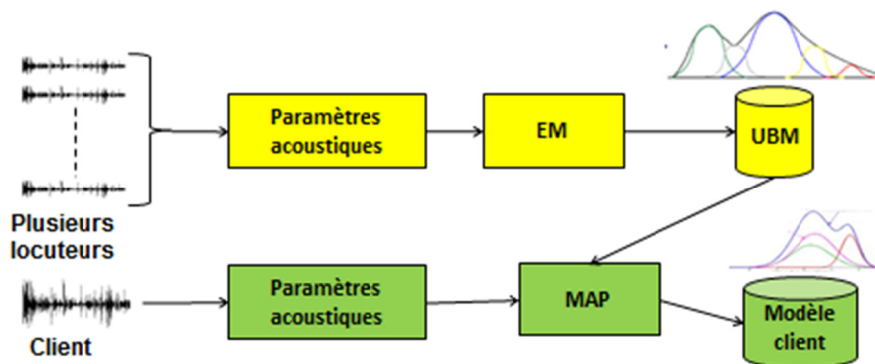 Paramètres
acoustiques
EM
UBM
Plusieurs
locuteurs
Paramètres
acoustiques
MAP
Modèle
client
Client